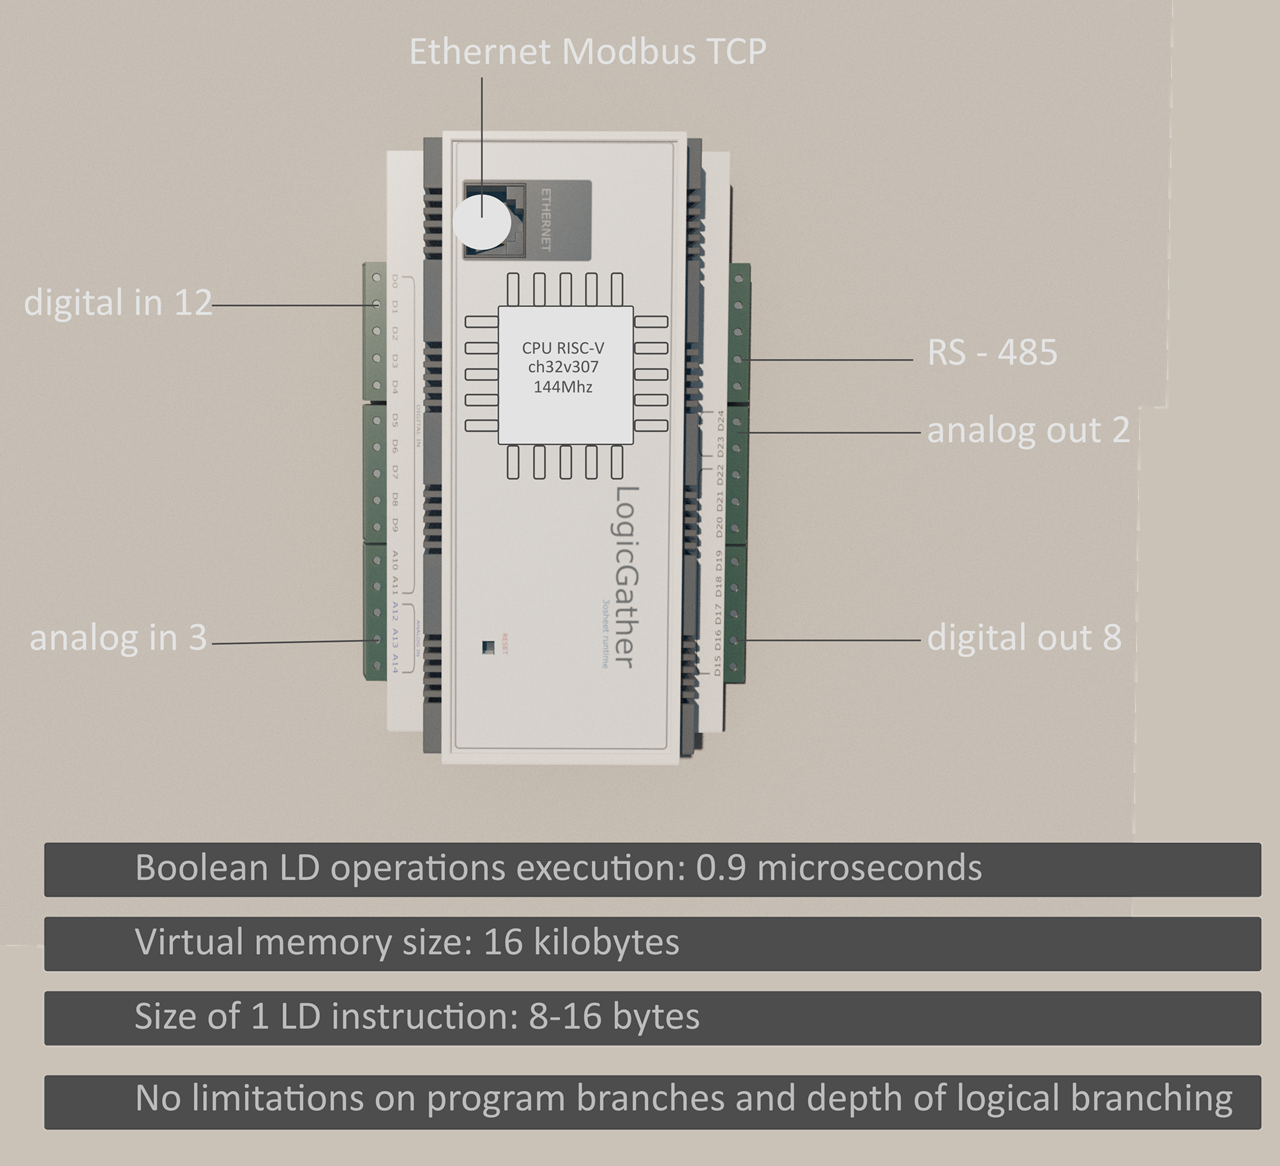 Ethernet Modbus TCP
ETHERNET
digital in 12
D0
D1
D2
D3
D4
D5
D6
D7
D8
D9
A10
A11
A12
A13
A14
DIGITAL IN
ANALOG IN
analog in 3
CPU RISC-V
ch32v307
144Mhz
LogicGather
Josheet runtime
RESET
RS - 485
analog out 2
D24
D23
D22
D21
D20
D19
D18
D17
D16
D15
digital out 8
Boolean LD operations execution: 0.9 microseconds
Virtual memory size: 16 kilobytes
Size of 1 LD instruction: 8-16 bytes
No limitations on program branches and depth of logical branching